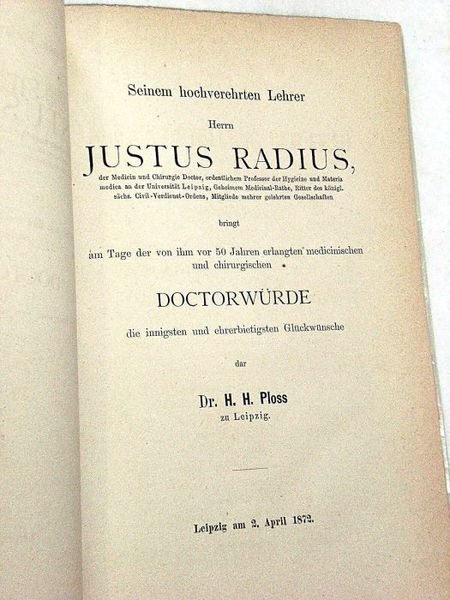 Seinem hochverehrten Lehrer
Herrn
JUSTUS RADIUS,
der Medicin und Chirurgie Doctor, ordentlichem Professor der Hygieine und Materia
medica an der Universität Leipzig, Geheimem Medicinal-Rathe, Ritter des königl.
sächs. Civil-Verdienst-Ordens, Mitgliede mehrer gelehrten Gesellschaften
bringt
am Tage der von ihm vor 50 Jahren erlangten medicinischen
und chirurgischen
DOCTORWÜRDE
die innigsten und ehrerbietigsten Glückwünsche
dar
Dr. H. H. Ploss
zu Leipzig.
Leipzig am 2. April 1872.